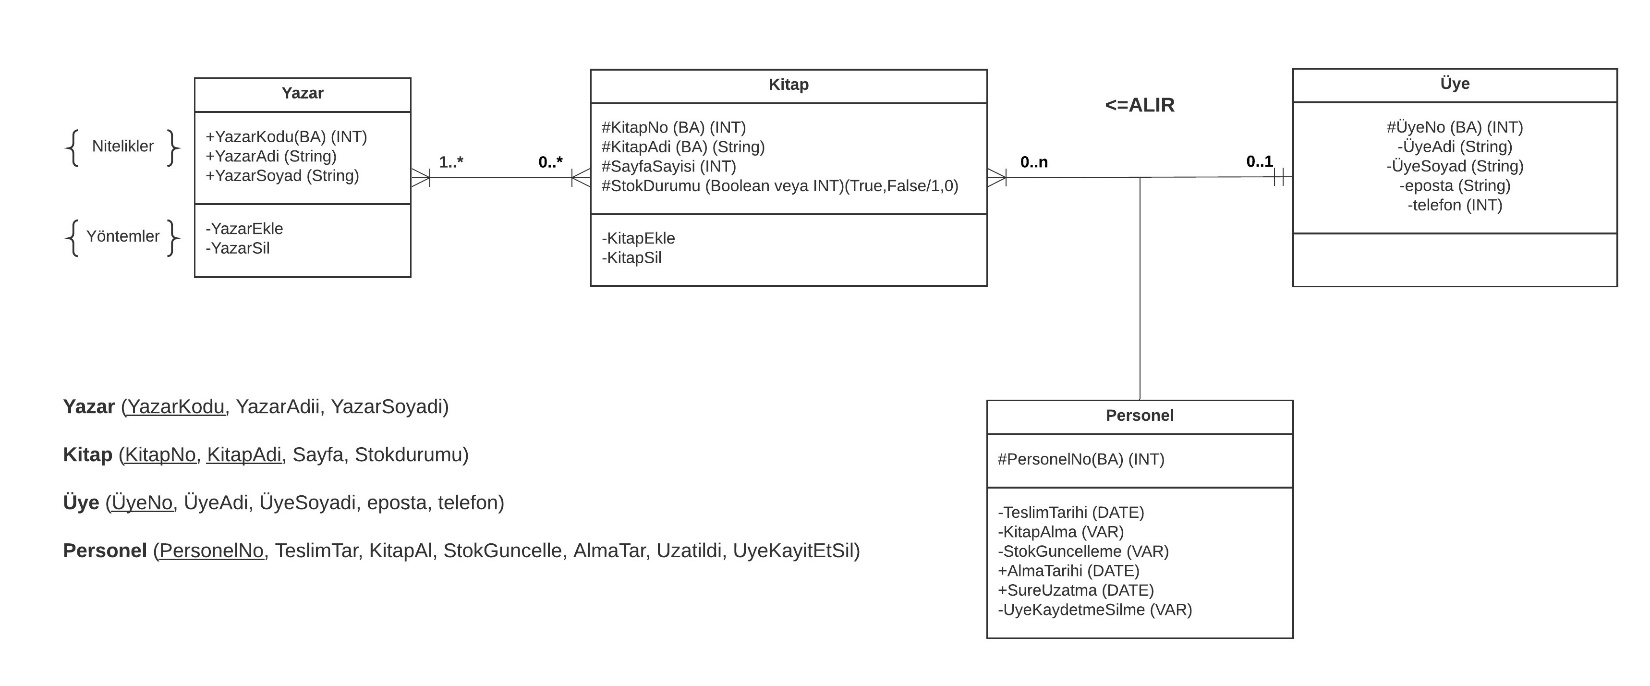 Nitelikler
Yöntemler
Yazar
+YazarKodu(BA) (INT)
+YazarAdi (String)
+YazarSoyad (String)
-YazarEkle
-YazarSil
1..*
0..*
Kitap
#KitapNo (BA) (INT)
#KitapAdi (BA) (String)
#SayfaSayisi (INT)
#StokDurumu (Boolean veya INT)(True,False/1,0)
-KitapEkle
-KitapSil
<=ALIR
0..n
0..1
Üye
#ÜyeNo (BA) (INT)
-ÜyeAdi (String)
-ÜyeSoyad (String)
-eposta (String)
-telefon (INT)
Personel
#PersonelNo(BA) (INT)
-TeslimTarihi (DATE)
-KitapAlma (VAR)
-StokGuncelleme (VAR)
+AlmaTarihi (DATE)
+SureUzatma (DATE)
-UyeKaydetmeSilme (VAR)
Yazar (YazarKodu, YazarAdii, YazarSoyadi)
Kitap (KitapNo, KitapAdi, Sayfa, Stokdurumu)
Üye (ÜyeNo, ÜyeAdi, ÜyeSoyadi, eposta, telefon)
Personel (PersonelNo, TeslimTar, KitapAl, StokGuncelle, AlmaTar, Uzatildi, UyeKayitEtSil)